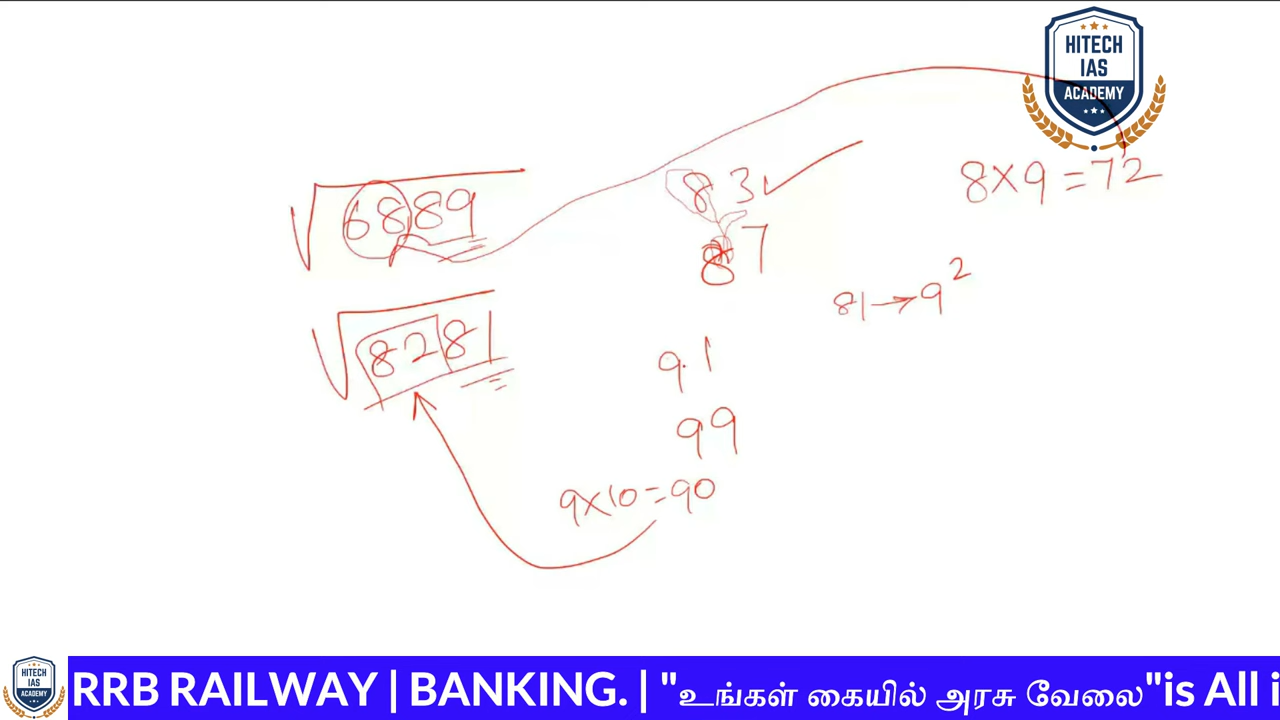 HITECH
IAS
ACADEMY
√6889
83
87
8×9=72
81→9²
√8281
9.1
99
9×10=90
HITECH
IAS
ACADEMY
RRB RAILWAY | BANKING. | "உங்கள் கையில் அரசு வேலை"is All i